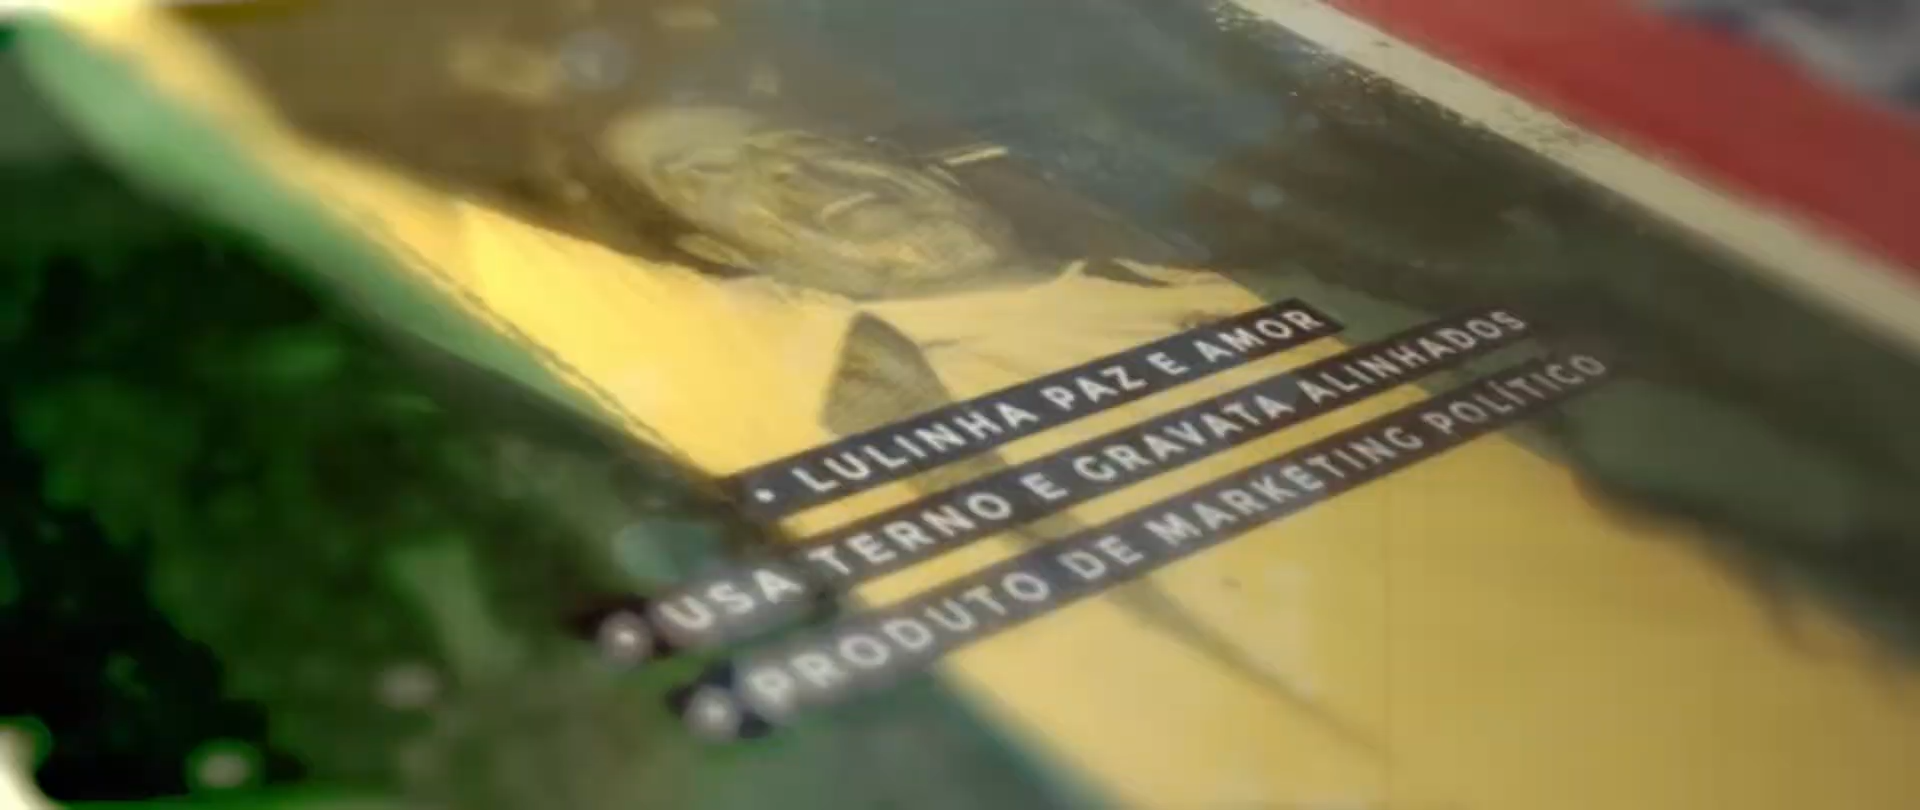 • LULINHA PAZ E AMOR
• USA TERNO E GRAVATA ALINHADOS
• PRODUTO DE MARKETING POLÍTICO